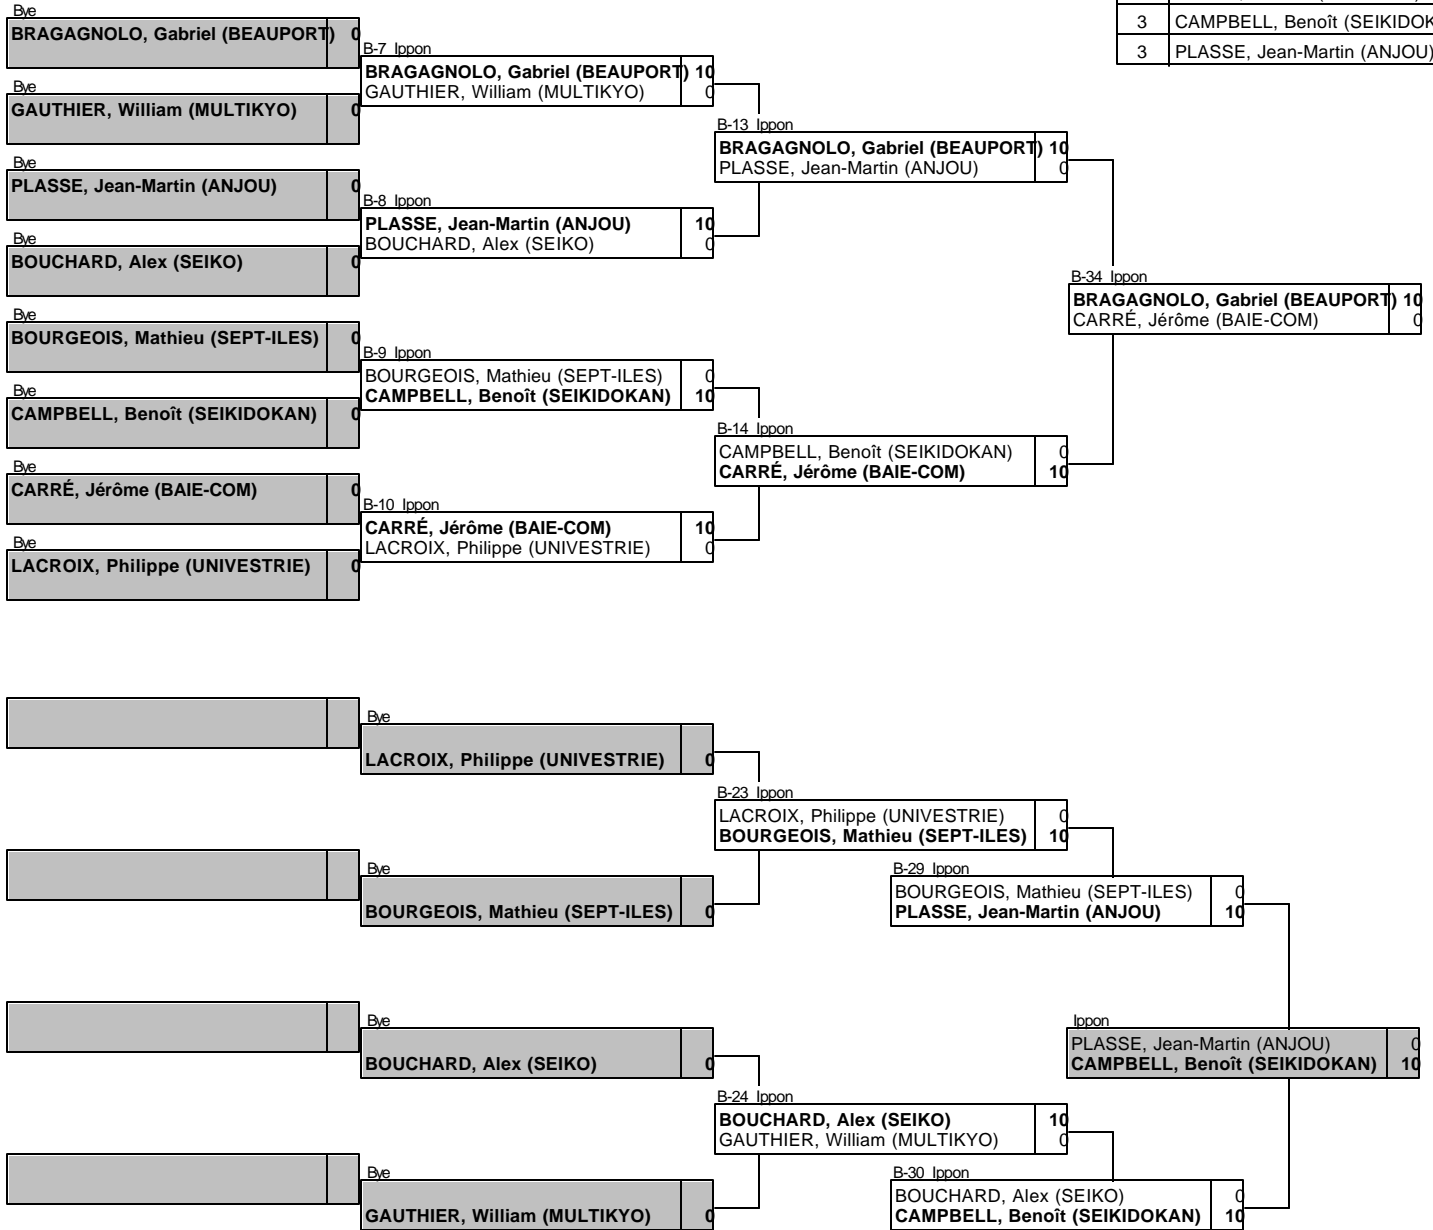 3 CAMPBELL, Benoît (SEIKIDOK
3 PLASSE, Jean-Martin (ANJOU)
Bye
BRAGAGNOLO, Gabriel (BEAUPORT) 0
Bye
GAUTHIER, William (MULTIKYO) 0
Bye
PLASSE, Jean-Martin (ANJOU) 0
Bye
BOUCHARD, Alex (SEIKO) 0
Bye
BOURGEOIS, Mathieu (SEPT-ILES) 0
Bye
CAMPBELL, Benoît (SEIKIDOKAN) 0
Bye
CARRÉ, Jérôme (BAIE-COM) 0
Bye
LACROIX, Philippe (UNIVESTRIE) 0
B-7 Ippon
BRAGAGNOLO, Gabriel (BEAUPORT) 10
GAUTHIER, William (MULTIKYO) 0
B-8 Ippon
PLASSE, Jean-Martin (ANJOU) 10
BOUCHARD, Alex (SEIKO) 0
B-9 Ippon
BOURGEOIS, Mathieu (SEPT-ILES) 0
CAMPBELL, Benoît (SEIKIDOKAN) 10
B-10 Ippon
CARRÉ, Jérôme (BAIE-COM) 10
LACROIX, Philippe (UNIVESTRIE) 0
B-13 Ippon
BRAGAGNOLO, Gabriel (BEAUPORT) 10
PLASSE, Jean-Martin (ANJOU) 0
B-14 Ippon
CAMPBELL, Benoît (SEIKIDOKAN) 0
CARRÉ, Jérôme (BAIE-COM) 10
B-34 Ippon
BRAGAGNOLO, Gabriel (BEAUPORT) 10
CARRÉ, Jérôme (BAIE-COM) 0
Bye
LACROIX, Philippe (UNIVESTRIE) 0
Bye
BOURGEOIS, Mathieu (SEPT-ILES) 0
Bye
BOUCHARD, Alex (SEIKO) 0
Bye
GAUTHIER, William (MULTIKYO) 0
B-23 Ippon
LACROIX, Philippe (UNIVESTRIE) 0
BOURGEOIS, Mathieu (SEPT-ILES) 10
B-24 Ippon
BOUCHARD, Alex (SEIKO) 10
GAUTHIER, William (MULTIKYO) 0
B-29 Ippon
BOURGEOIS, Mathieu (SEPT-ILES) 0
PLASSE, Jean-Martin (ANJOU) 10
B-30 Ippon
BOUCHARD, Alex (SEIKO) 0
CAMPBELL, Benoît (SEIKIDOKAN) 10
Ippon
PLASSE, Jean-Martin (ANJOU) 0
CAMPBELL, Benoît (SEIKIDOKAN) 10